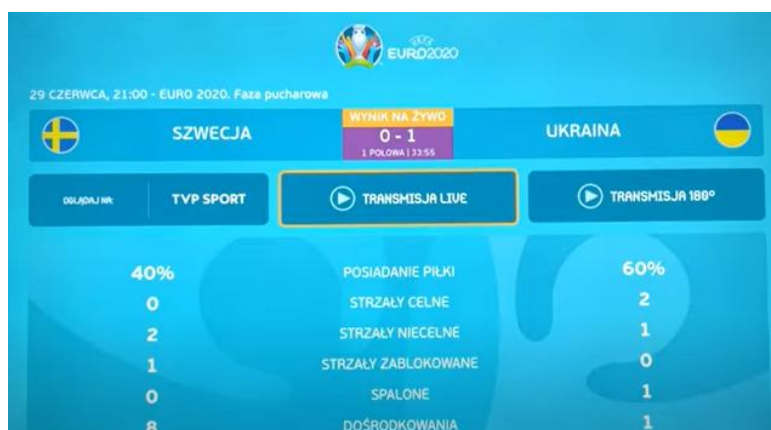 UEFA
EURO2020
29 CZERWCA, 21:00 - EURO 2020. Faza pucharowa
SZWECJA
WYNIK NA ŻYWO
0 - 1
1 POŁOWA | 33:55
UKRAINA
OGLĄDAJ NA:
TVP SPORT
TRANSMISJA LIVE
TRANSMISJA 180°
40% POSIADANIE PIŁKI 60%
0 STRZAŁY CELNE 2
2 STRZAŁY NIECELNE 1
1 STRZAŁY ZABLOKOWANE 0
0 SPALONE 1
8 DOŚRODKOWANIA 1